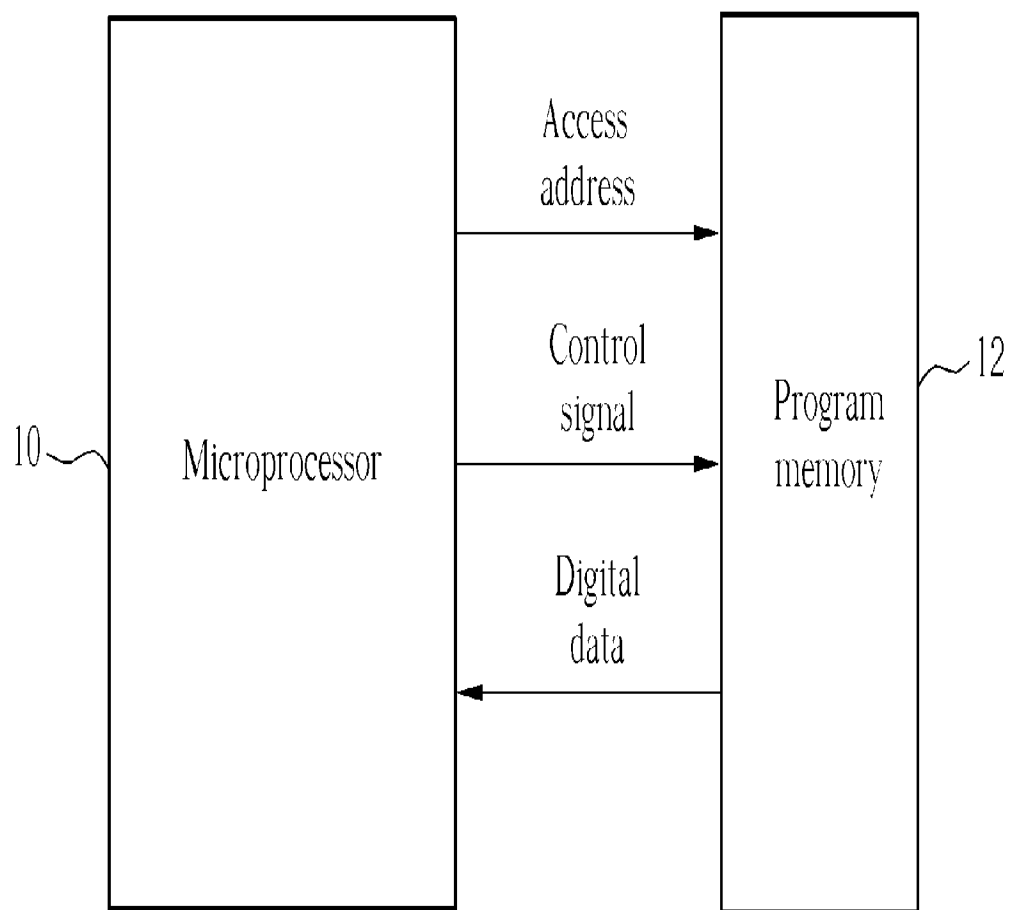 Access
address
Control
signal
12
Program
memory
10
Microprocessor
Digital
data